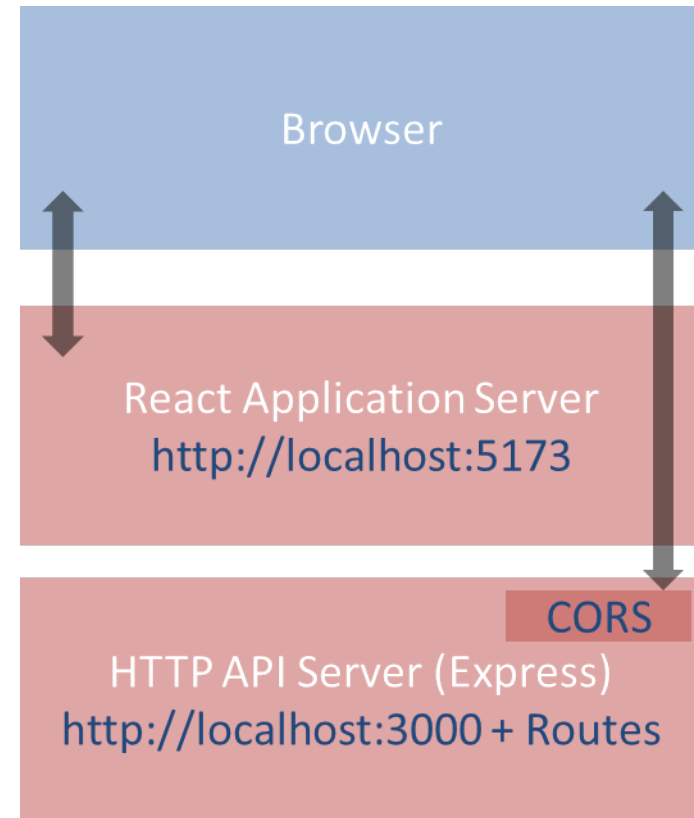 Browser
React Application Server
http://localhost:5173
CORS
HTTP API Server (Express)
http://localhost:3000 + Routes